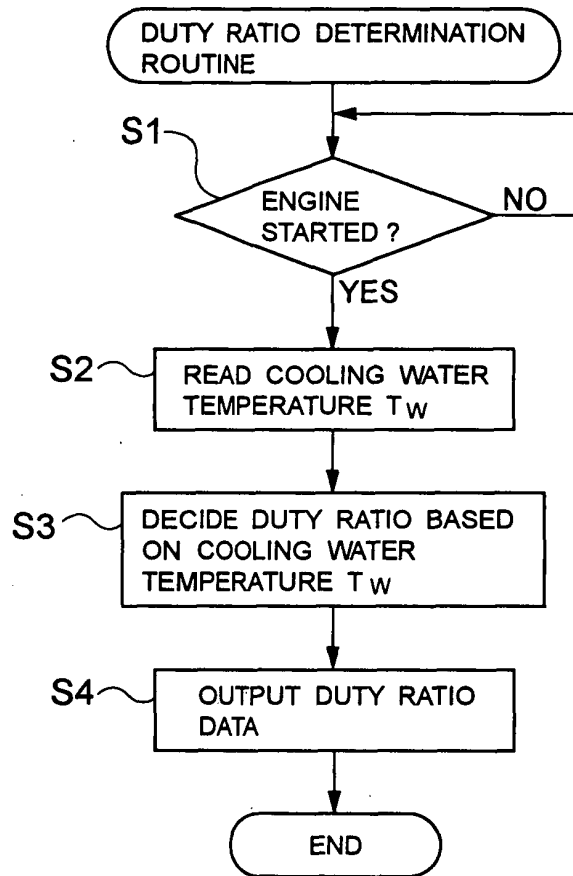 DUTY RATIO DETERMINATION
ROUTINE
S1
ENGINE
STARTED ?
NO
YES
S2
READ COOLING WATER
TEMPERATURE TW
S3
DECIDE DUTY RATIO BASED
ON COOLING WATER
TEMPERATURE TW
S4
OUTPUT DUTY RATIO
DATA
END